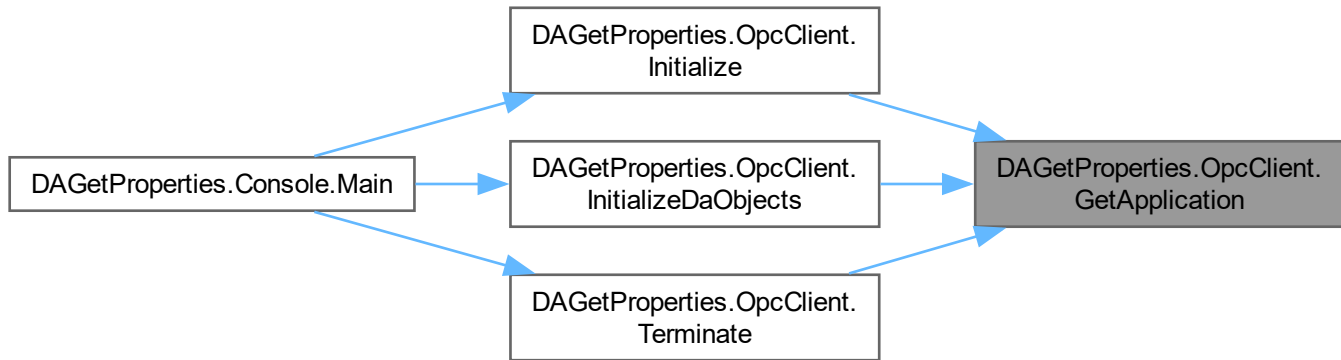 DAGetProperties.OpcClient.
Initialize
DAGetProperties.Console.Main
DAGetProperties.OpcClient.
InitializeDaObjects
DAGetProperties.OpcClient.
GetApplication
DAGetProperties.OpcClient.
Terminate